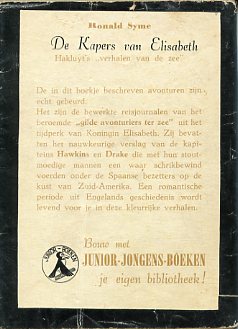 Ronald Syme
De Kapers van Elisabeth
Hakluyt's „verhalen van de zee"
De in dit boekje beschreven avonturen zijn
echt gebeurd.
Het zijn de bewerkte reisjournalen van het
beroemde „gilde avonturiers ter zee" uit
het tijdperk van Koningin Elisabeth. Zij bevat-
ten het nauwkeurige verslag van de kapi-
teins Hawkins en Drake die met hun stout-
moedige mannen een waar schrikbewind
voerden onder de Spaanse bezetters op de
kust van Zuid-Amerika. Een romantische
periode uit Engelands geschiedenis wordt
levend voor je in deze kleurrijke verhalen.
Bouw met
JUNIOR-JONGENS-BOEKEN
je eigen bibliotheek!